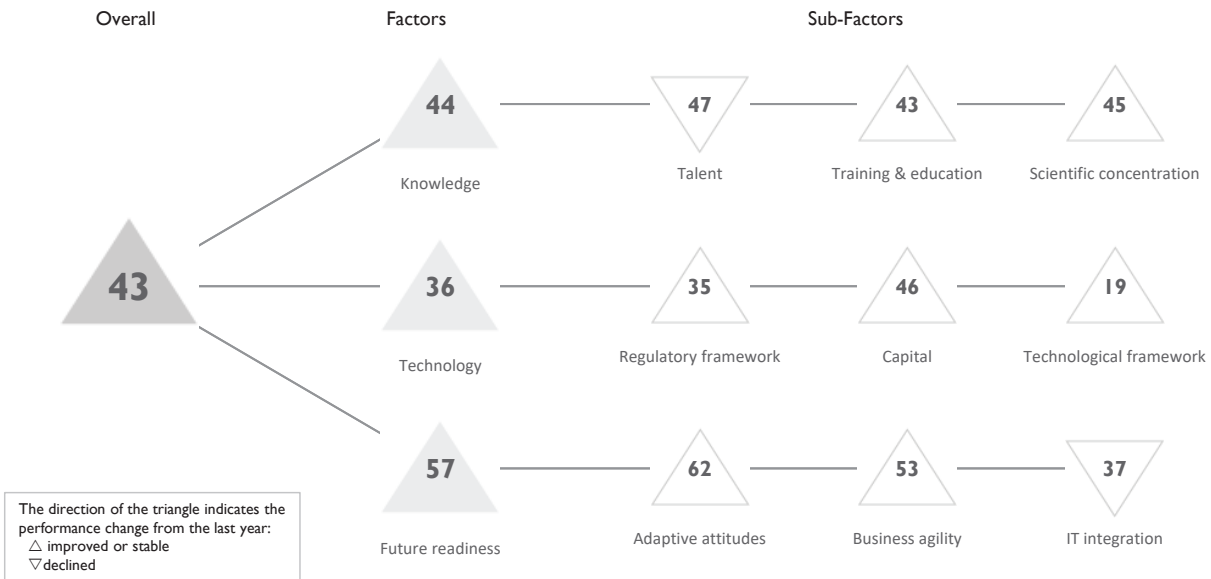 Overall
Factors
Sub-Factors
44
47
43
45
Knowledge
Talent
Training & education
Scientific concentration
43
36
35
46
19
Technology
Regulatory framework
Capital
Technological framework
57
62
53
37
Future readiness
Adaptive attitudes
Business agility
IT integration
The direction of the triangle indicates the
performance change from the last year:
△ improved or stable
▽ declined